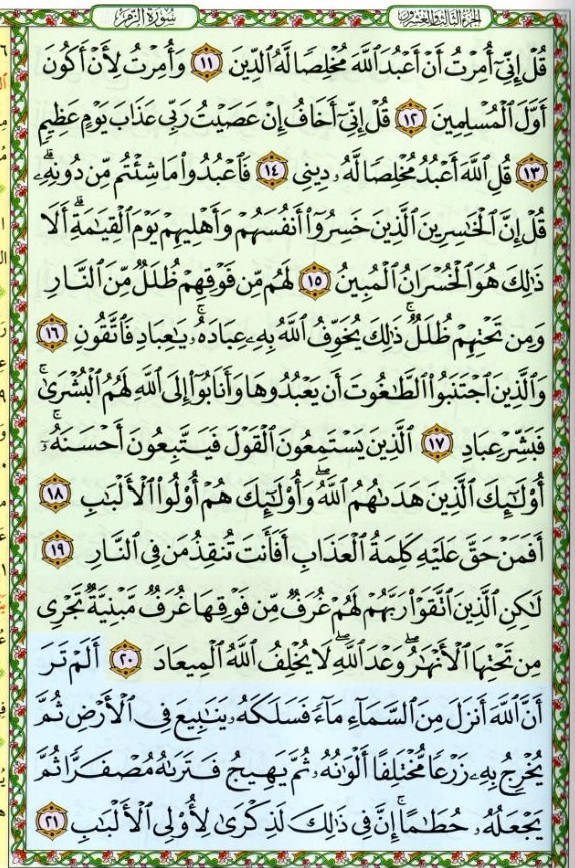 الجزء الثالث والعشرون
سُورَةُ الزُّمَرِ
قُلْ إِنِّىٓ أُمِرْتُ أَنْ أَعْبُدَ ٱللَّهَ مُخْلِصًا لَّهُ ٱلدِّينَ ١١ وَأُمِرْتُ لِأَنْ أَكُونَ
أَوَّلَ ٱلْمُسْلِمِينَ ١٢ قُلْ إِنِّىٓ أَخَافُ إِنْ عَصَيْتُ رَبِّى عَذَابَ يَوْمٍ عَظِيمٍ
١٣ قُلِ ٱللَّهَ أَعْبُدُ مُخْلِصًا لَّهُۥ دِينِى ١٤ فَٱعْبُدُوا۟ مَا شِئْتُم مِّن دُونِهِۦۗ
قُلْ إِنَّ ٱلْخَٰسِرِينَ ٱلَّذِينَ خَسِرُوٓا۟ أَنفُسَهُمْ وَأَهْلِيهِمْ يَوْمَ ٱلْقِيَٰمَةِۗ أَلَا
ذَٰلِكَ هُوَ ٱلْخُسْرَانُ ٱلْمُبِينُ ١٥ لَهُم مِّن فَوْقِهِمْ ظُلَلٌ مِّنَ ٱلنَّارِ
وَمِن تَحْتِهِمْ ظُلَلٌۚ ذَٰلِكَ يُخَوِّفُ ٱللَّهُ بِهِۦ عِبَادَهُۥۚ يَٰعِبَادِ فَٱتَّقُونِ ١٦
وَٱلَّذِينَ ٱجْتَنَبُوا۟ ٱلطَّٰغُوتَ أَن يَعْبُدُوهَا وَأَنَابُوٓا۟ إِلَى ٱللَّهِ لَهُمُ ٱلْبُشْرَىٰۚ
فَبَشِّرْ عِبَادِ ١٧ ٱلَّذِينَ يَسْتَمِعُونَ ٱلْقَوْلَ فَيَتَّبِعُونَ أَحْسَنَهُۥٓۚ
أُو۟لَٰٓئِكَ ٱلَّذِينَ هَدَىٰهُمُ ٱللَّهُۖ وَأُو۟لَٰٓئِكَ هُمْ أُو۟لُوا۟ ٱلْأَلْبَٰبِ ١٨
أَفَمَنْ حَقَّ عَلَيْهِ كَلِمَةُ ٱلْعَذَابِ أَفَأَنتَ تُنقِذُ مَن فِى ٱلنَّارِ ١٩
لَٰكِنِ ٱلَّذِينَ ٱتَّقَوْا۟ رَبَّهُمْ لَهُمْ غُرَفٌ مِّن فَوْقِهَا غُرَفٌ مَّبْنِيَّةٌ تَجْرِى
مِن تَحْتِهَا ٱلْأَنْهَٰرُۖ وَعْدَ ٱللَّهِۖ لَا يُخْلِفُ ٱللَّهُ ٱلْمِيعَادَ ٢٠ أَلَمْ تَرَ
أَنَّ ٱللَّهَ أَنزَلَ مِنَ ٱلسَّمَآءِ مَآءً فَسَلَكَهُۥ يَنَٰبِيعَ فِى ٱلْأَرْضِ ثُمَّ
يُخْرِجُ بِهِۦ زَرْعًا مُّخْتَلِفًا أَلْوَٰنُهُۥ ثُمَّ يَهِيجُ فَتَرَىٰهُ مُصْفَرًّا ثُمَّ
يَجْعَلُهُۥ حُطَٰمًاۚ إِنَّ فِى ذَٰلِكَ لَذِكْرَىٰ لِأُو۟لِى ٱلْأَلْبَٰبِ ٢١